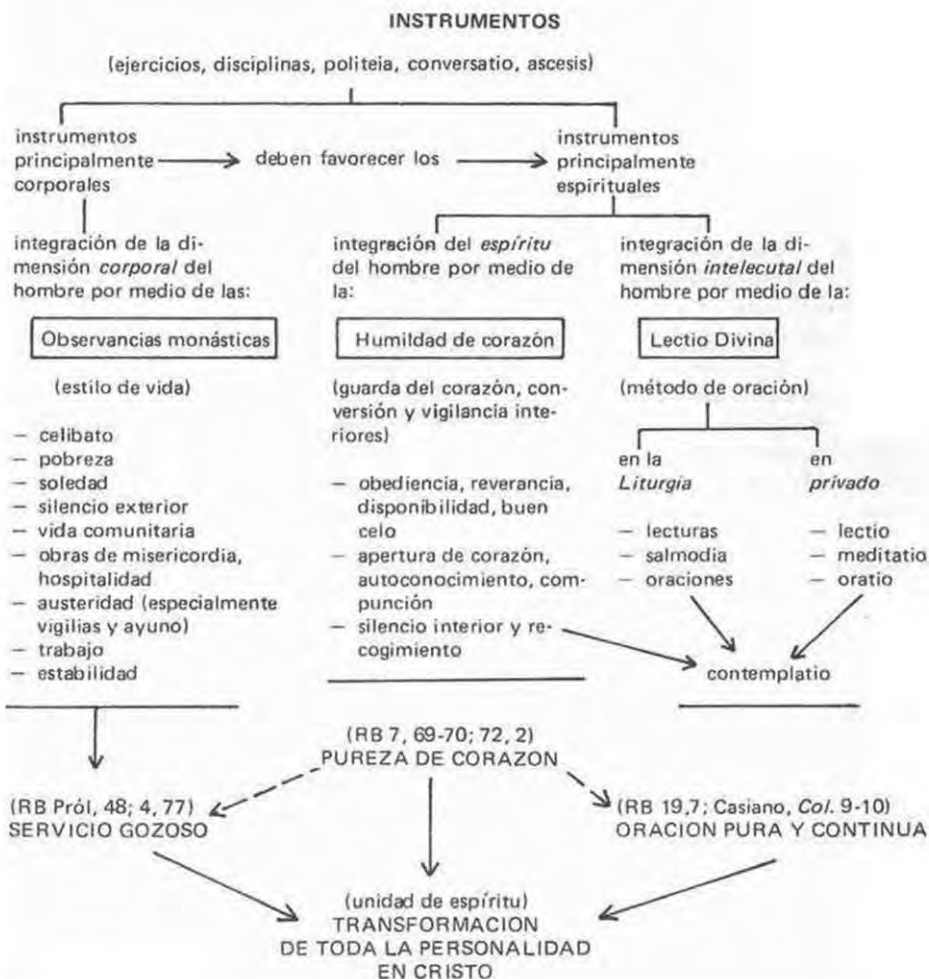 INSTRUMENTOS
(ejercicios, disciplinas, politeia, conversatio, ascesis)
instrumentos
principalmente
corporales
deben favorecer los
instrumentos
principalmente
espirituales
integración de la di-
mensión corporal del
hombre por medio de las:
Observancias monásticas
(estilo de vida)
— celibato
— pobreza
— soledad
— silencio exterior
— vida comunitaria
— obras de misericordia,
hospitalidad
— austeridad (especialmente
vigilias y ayuno)
— trabajo
— estabilidad
integración del espíritu
del hombre por medio de
la:
Humildad de corazón
(guarda del corazón, con-
versión y vigilancia inte-
riores)
— obediencia, reverancia,
disponibilidad, buen
celo
— apertura de corazón,
autoconocimiento, com-
punción
— silencio interior y re-
cogimiento
integración de la di-
mensión intelecutal del
hombre por medio de la:
Lectio Divina
(método de oración)
en la
Liturgia
— lecturas
— salmodia
— oraciones
en
privado
— lectio
— meditatio
— oratio
contemplatio
(RB 7, 69-70; 72, 2)
PUREZA DE CORAZON
(RB Pról, 48; 4, 77)
SERVICIO GOZOSO
(RB 19,7; Casiano, Col. 9-10)
ORACION PURA Y CONTINUA
(unidad de espíritu)
TRANSFORMACION
DE TODA LA PERSONALIDAD
EN CRISTO